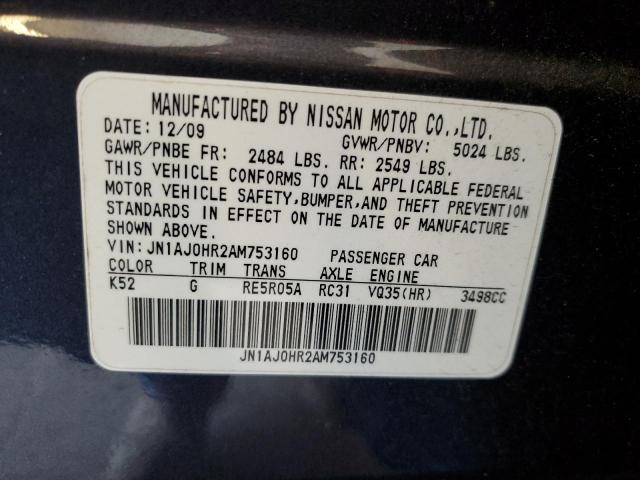 MANUFACTURED BY NISSAN MOTOR CO.,LTD.
DATE: 12/09 GVWR/PNBV: 5024 LBS.
GAWR/PNBE FR: 2484 LBS. RR: 2549 LBS.
THIS VEHICLE CONFORMS TO ALL APPLICABLE FEDERAL
MOTOR VEHICLE SAFETY,BUMPER,AND THEFT PREVENTION
STANDARDS IN EFFECT ON THE DATE OF MANUFACTURE
SHOWN ABOVE.
VIN: JN1AJ0HR2AM753160 PASSENGER CAR
COLOR TRIM TRANS AXLE ENGINE
K52 G RE5R05A RC31 VQ35(HR) 3498CC
JN1AJ0HR2AM753160